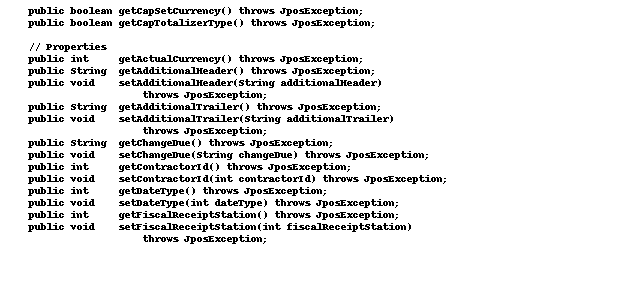 public boolean getCapSetCurrency() throws JposException;
public boolean getCapTotalizerType() throws JposException;
// Properties
public int getActualCurrency() throws JposException;
public String getAdditionalHeader() throws JposException;
public void setAdditionalHeader(String additionalHeader)
throws JposException;
public String getAdditionalTrailer() throws JposException;
public void setAdditionalTrailer(String additionalTrailer)
throws JposException;
public String getChangeDue() throws JposException;
public void setChangeDue(String changeDue) throws JposException;
public int getContractorId() throws JposException;
public void setContractorId(int contractorId) throws JposException;
public int getDateType() throws JposException;
public void setDateType(int dateType) throws JposException;
public int getFiscalReceiptStation() throws JposException;
public void setFiscalReceiptStation(int fiscalReceiptStation)
throws JposException;